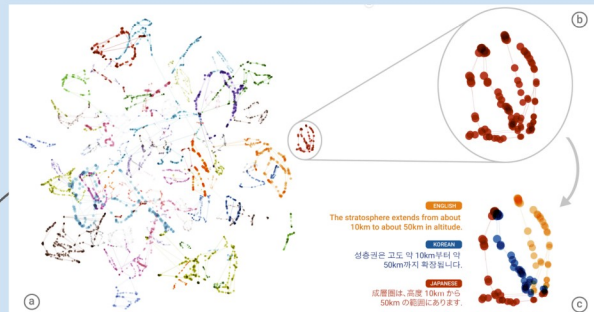 b
ENGLISH
The stratosphere extends from about
10km to about 50km in altitude.
KOREAN
성층권은 고도 약 10km부터 약
50km까지 확장됩니다.
JAPANESE
成層圏は、高度 10km から
50km の範囲にあります。
a
c